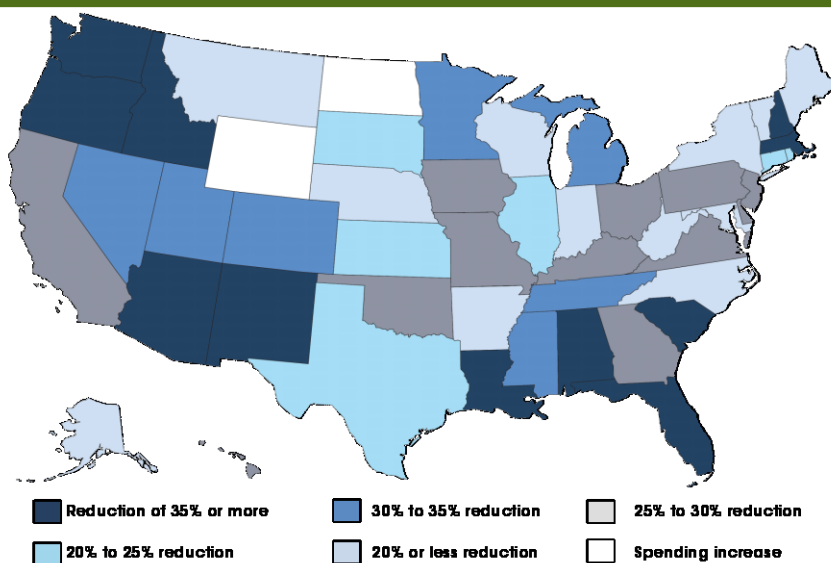 Reduction of 35% or more
30% to 35% reduction
25% to 30% reduction
20% to 25% reduction
20% or less reduction
Spending increase